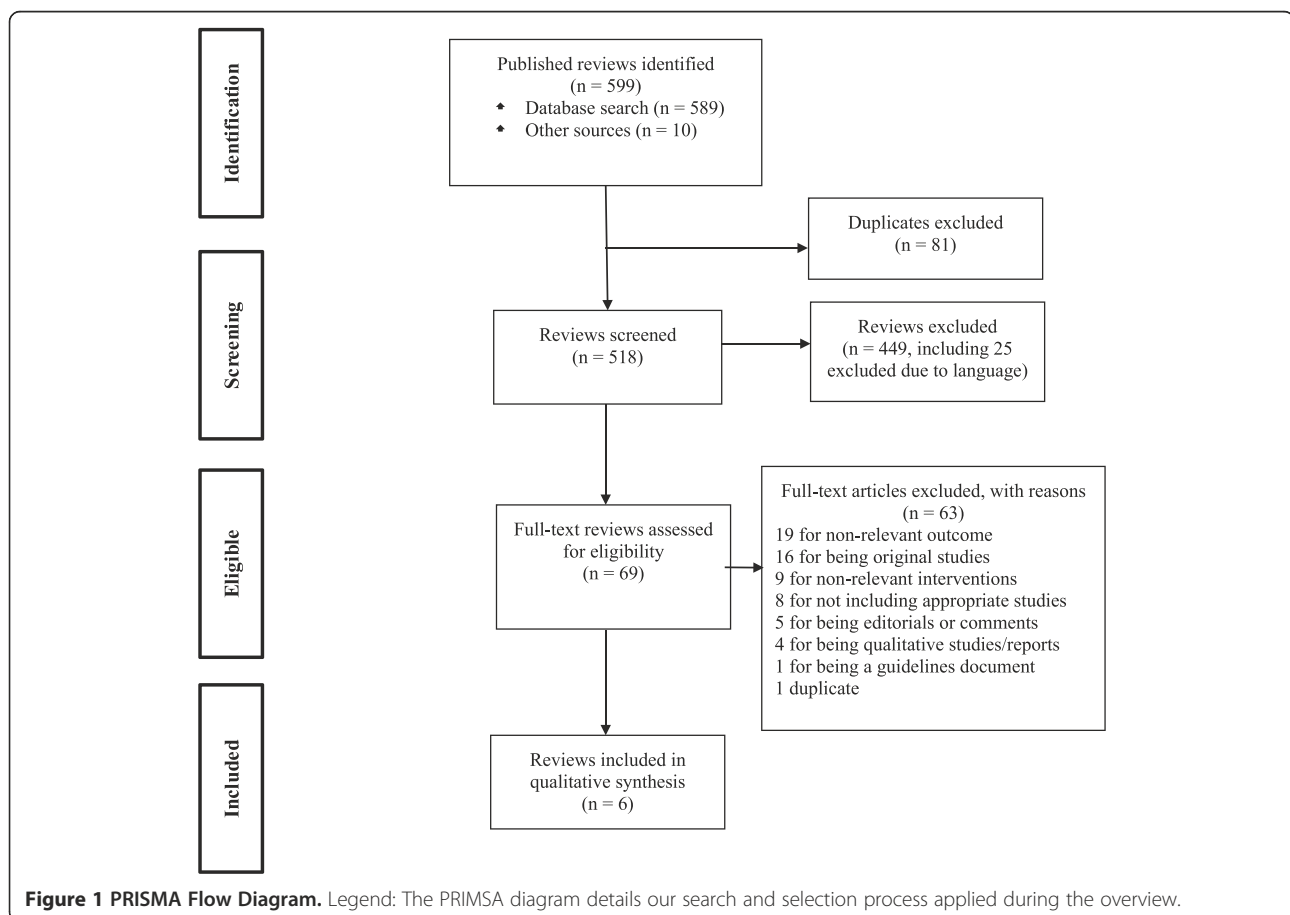 Identification
Published reviews identified
(n = 599)
Database search (n = 589)
Other sources (n = 10)
Duplicates excluded
(n = 81)
Screening
Reviews screened
(n = 518)
Reviews excluded
(n = 449, including 25
excluded due to language)
Eligible
Full-text reviews assessed
for eligibility
(n = 69)
Full-text articles excluded, with reasons
(n = 63)
19 for non-relevant outcome
16 for being original studies
9 for non-relevant interventions
8 for not including appropriate studies
5 for being editorials or comments
4 for being qualitative studies/reports
1 for being a guidelines document
1 duplicate
Included
Reviews included in
qualitative synthesis
(n = 6)
Figure 1 PRISMA Flow Diagram. Legend: The PRIMSA diagram details our search and selection process applied during the overview.